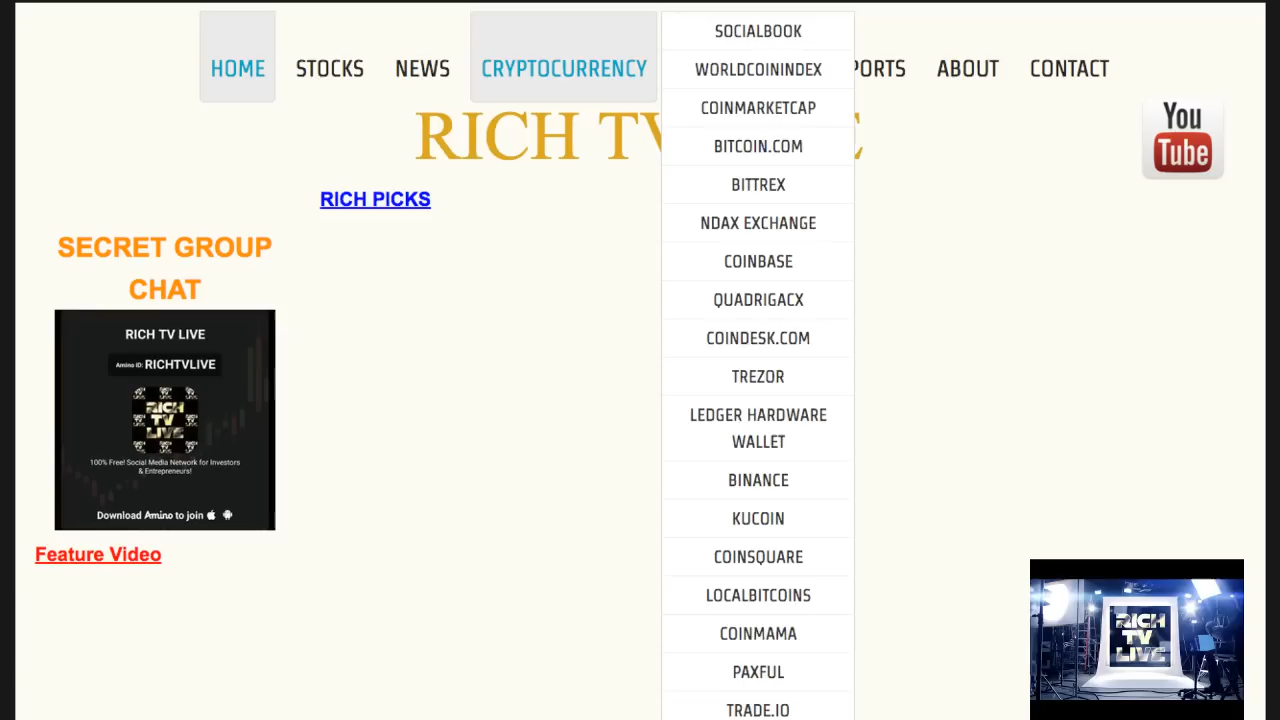 HOME STOCKS NEWS CRYPTOCURRENCY PORTS ABOUT CONTACT
RICH TV E
You
Tube
RICH PICKS
SECRET GROUP
CHAT
RICH TV LIVE
Amino ID: RICHTVLIVE
RICH
TV
LIVE
100% Free! Social Media Network for Investors
& Entrepreneurs!
Download Amino to join
Feature Video
SOCIALBOOK
WORLDCOININDEX
COINMARKETCAP
BITCOIN.COM
BITTREX
NDAX EXCHANGE
COINBASE
QUADRIGACX
COINDESK.COM
TREZOR
LEDGER HARDWARE
WALLET
BINANCE
KUCOIN
COINSQUARE
LOCALBITCOINS
COINMAMA
PAXFUL
TRADE.IO
RICH
TV
LIVE